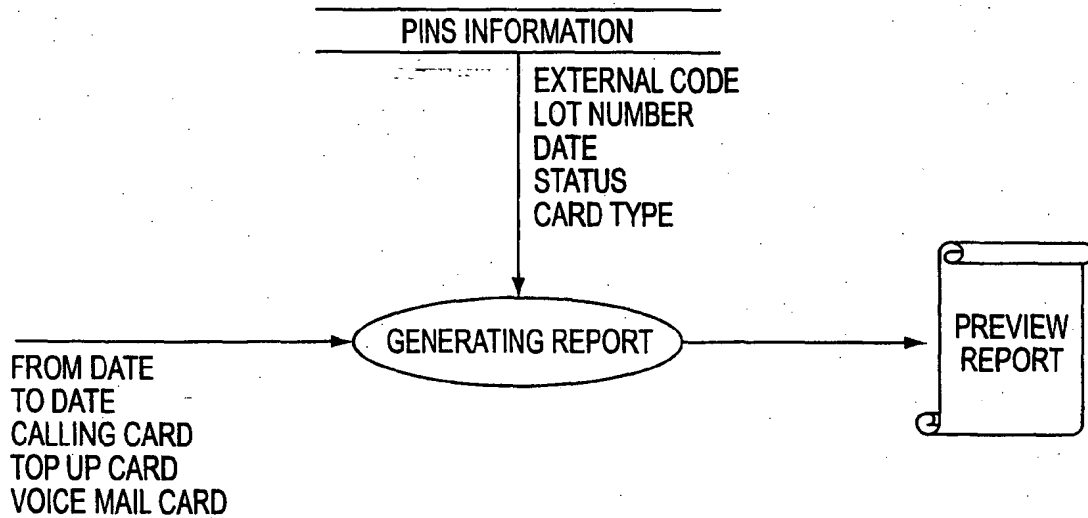 PINS INFORMATION
EXTERNAL CODE
LOT NUMBER
DATE
STATUS
CARD TYPE
GENERATING REPORT
PREVIEW
REPORT
FROM DATE
TO DATE
CALLING CARD
TOP UP CARD
VOICE MAIL CARD